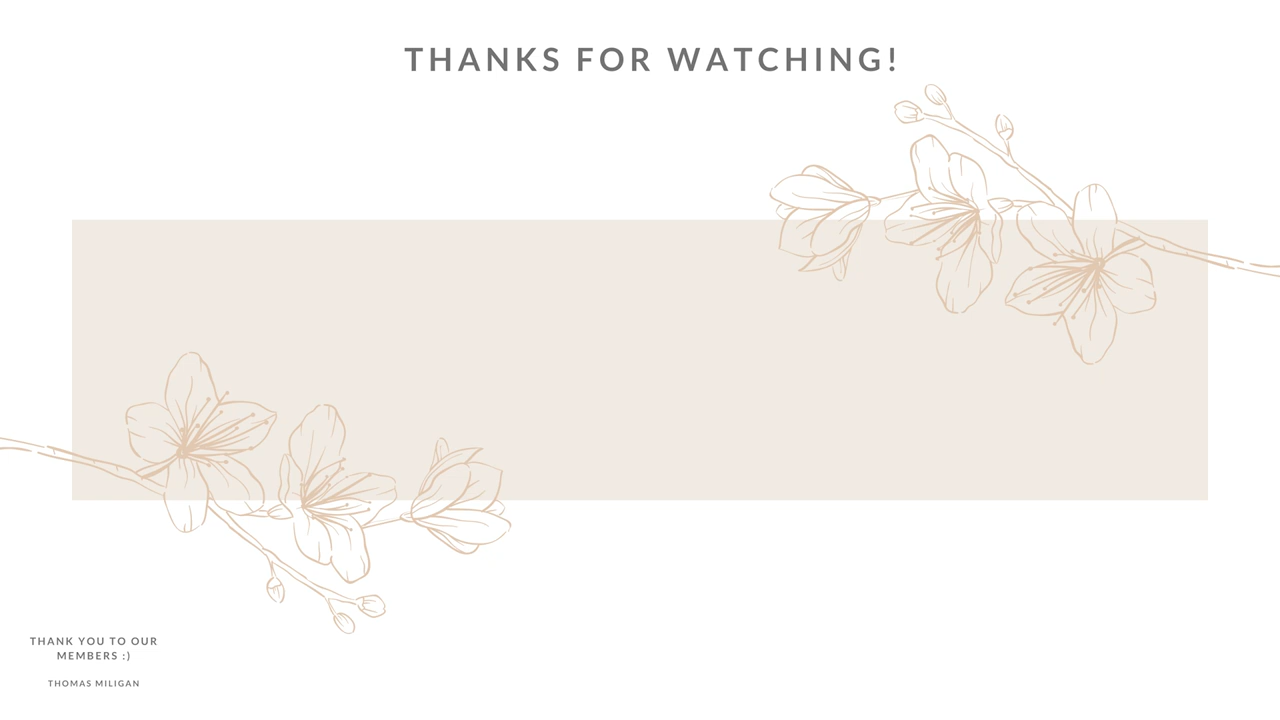 THANKS FOR WATCHING!
THANK YOU TO OUR
MEMBERS :)
THOMAS MILIGAN